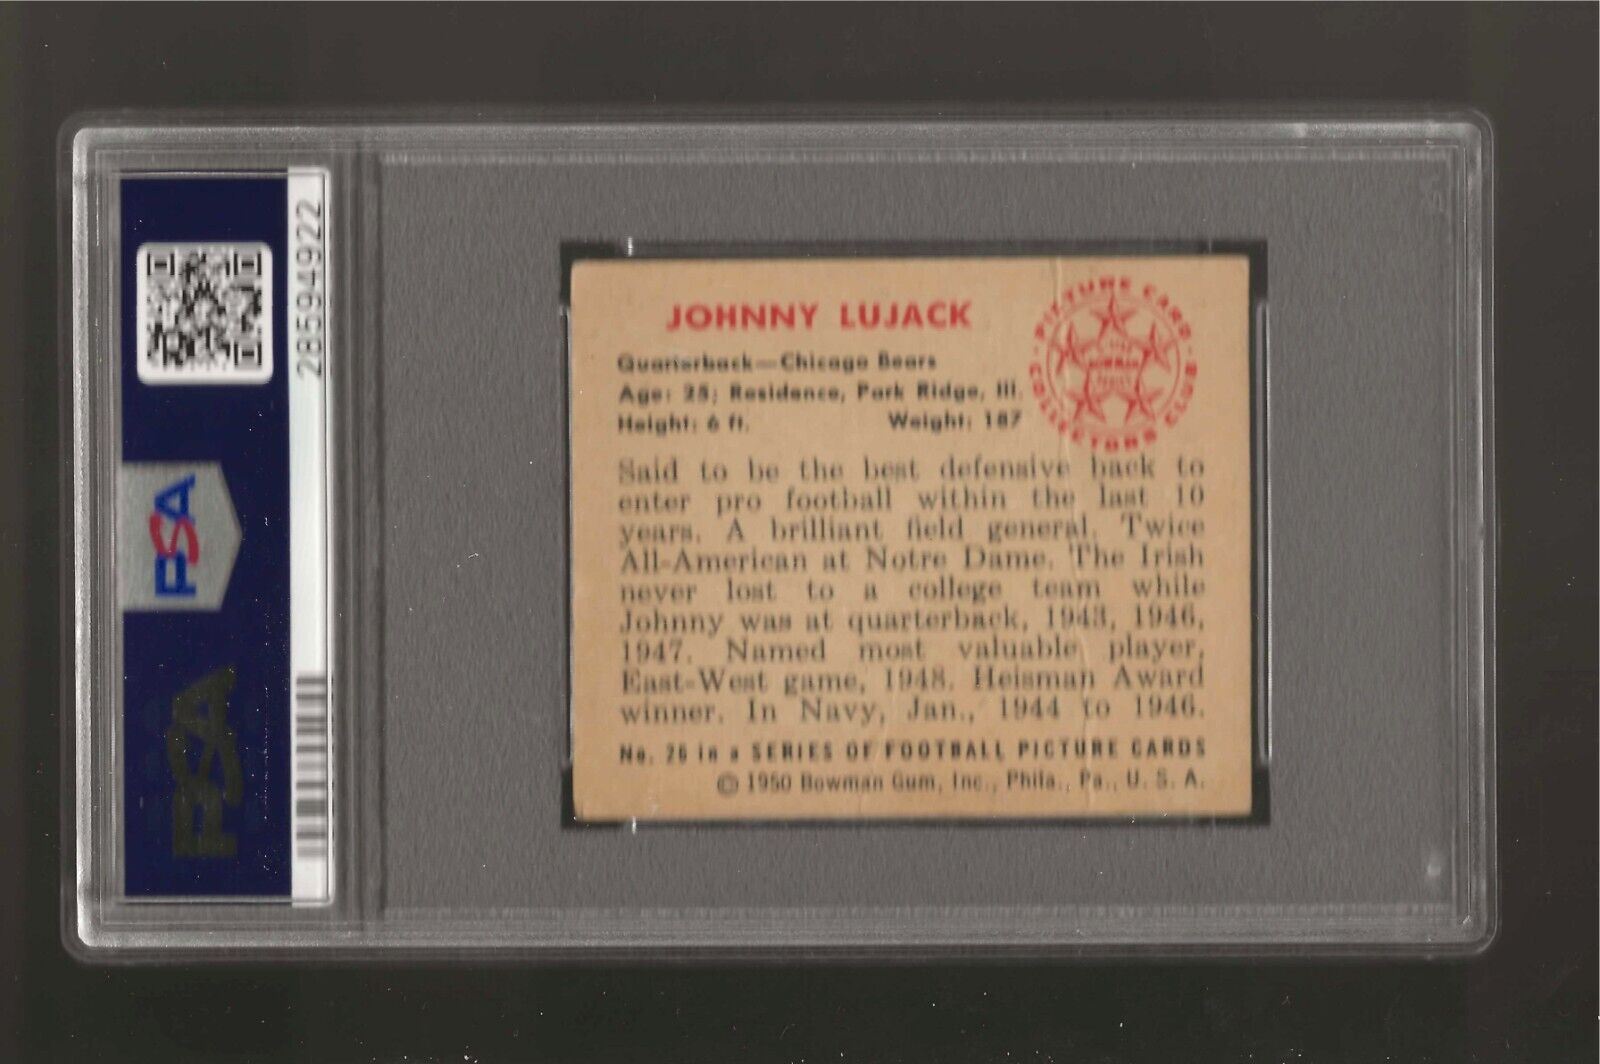 28594922
PSA
PSA
JOHNNY LUJACK
Quarterback—Chicago Bears
Age: 25; Residence, Park Ridge, Ill.
Height: 6 ft. Weight: 187
PICTURE CARD
COLLECTORS CLUB
BOWMAN
Said to be the best defensive back to
enter pro football within the last 10
years. A brilliant field general. Twice
All-American at Notre Dame. The Irish
never lost to a college team while
Johnny was at quarterback, 1943, 1946,
1947. Named most valuable player,
East-West game, 1948. Heisman Award
winner. In Navy, Jan., 1944 to 1946.
No. 26 in a SERIES OF FOOTBALL PICTURE CARDS
© 1950 Bowman Gum, Inc., Phila., Pa., U. S. A.